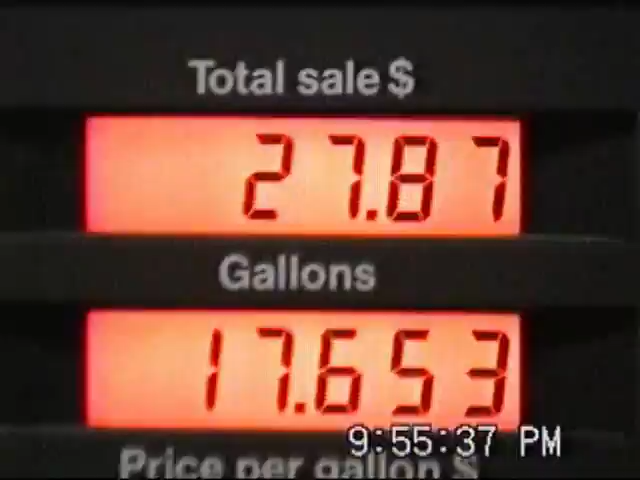 Total sale $
27.87
Gallons
17.653
9:55:37 PM
Price per gallon $